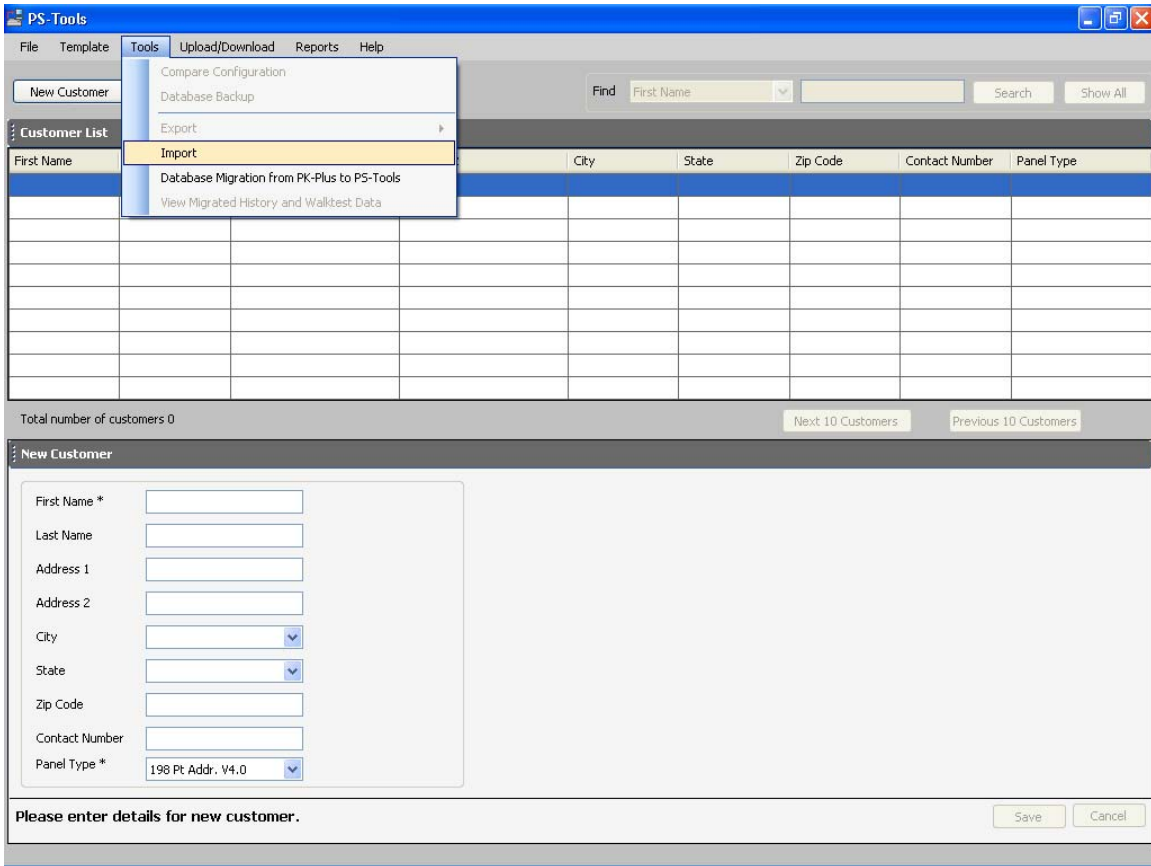 PS-Tools
File Template Tools Upload/Download Reports Help
Compare Configuration
Database Backup
Export
Import
Database Migration from PK-Plus to PS-Tools
View Migrated History and Walktest Data
New Customer
Find First Name Search Show All
Customer List
First Name City State Zip Code Contact Number Panel Type
Total number of customers 0
Next 10 Customers Previous 10 Customers
New Customer
First Name *
Last Name
Address 1
Address 2
City
State
Zip Code
Contact Number
Panel Type * 198 Pt Addr. V4.0
Please enter details for new customer.
Save Cancel